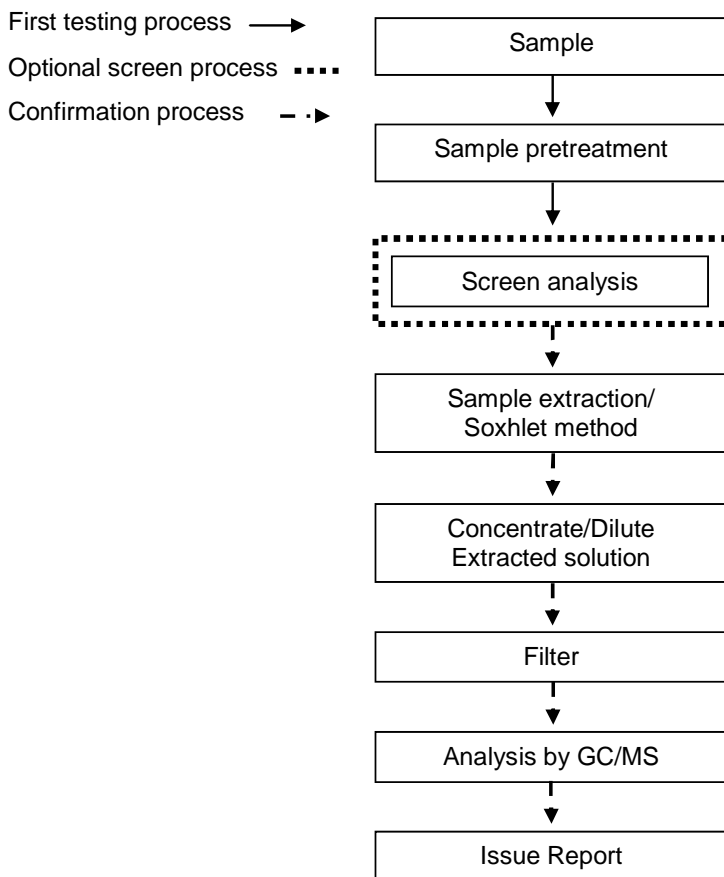 First testing process
Optional screen process
Confirmation process
Sample
Sample pretreatment
Screen analysis
Sample extraction/
Soxhlet method
Concentrate/Dilute
Extracted solution
Filter
Analysis by GC/MS
Issue Report